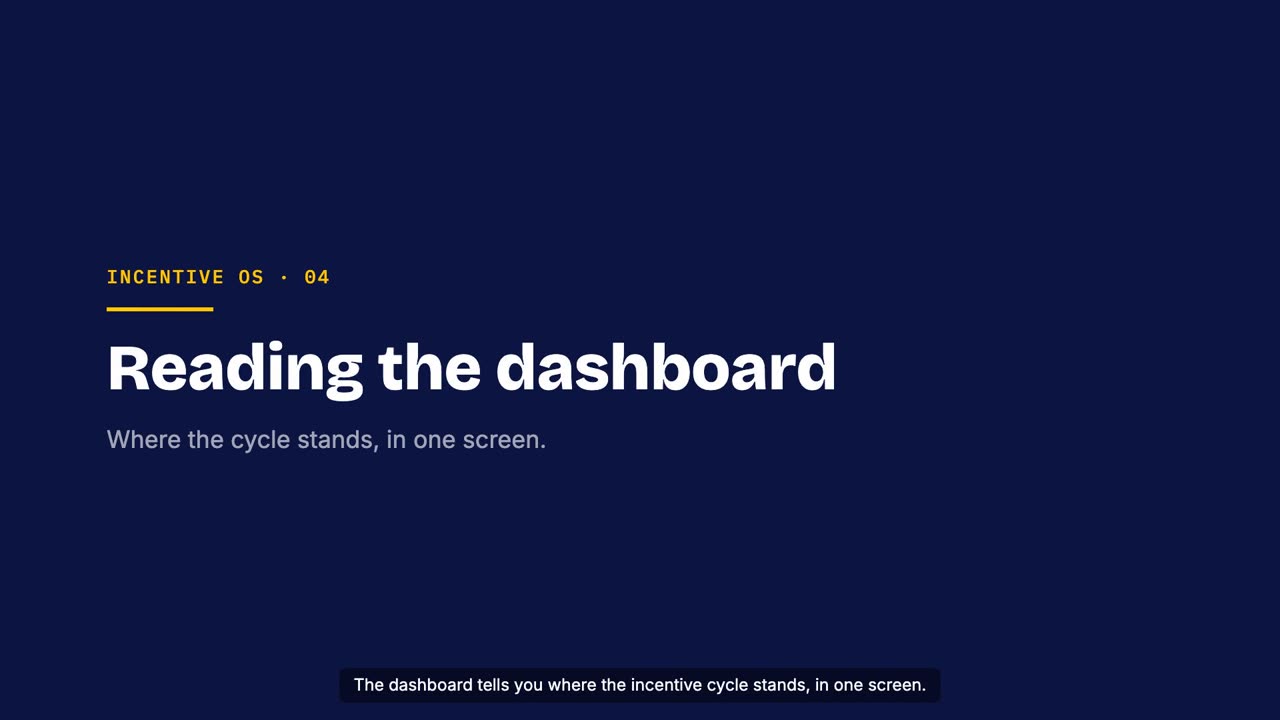 INCENTIVE OS · 04
Reading the dashboard
Where the cycle stands, in one screen.
The dashboard tells you where the incentive cycle stands, in one screen.